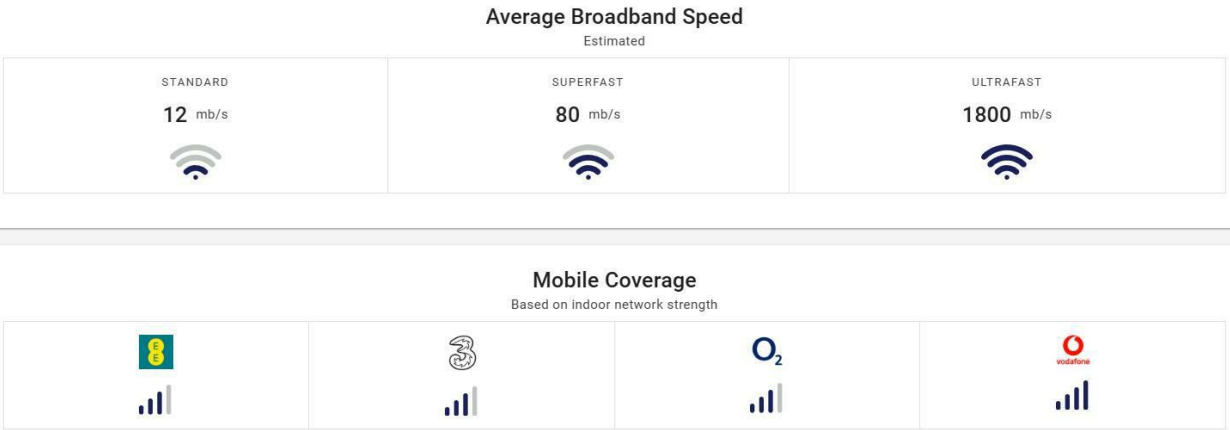 Average Broadband Speed
Estimated
STANDARD
SUPERFAST
ULTRAFAST
12 mb/s
80 mb/s
1800 mb/s
Mobile Coverage
Based on indoor network strength
EE
3
O2
vodafone